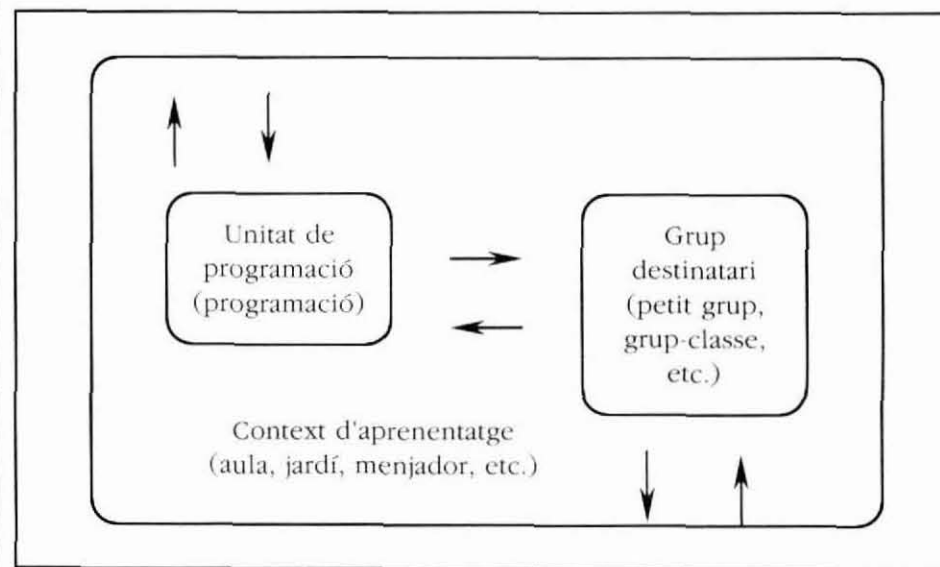 Unitat de
programació
(programació)
Grup
destinatari
(petit grup,
grup-classe,
etc.)
Context d'aprenentatge
(aula, jardí, menjador, etc.)